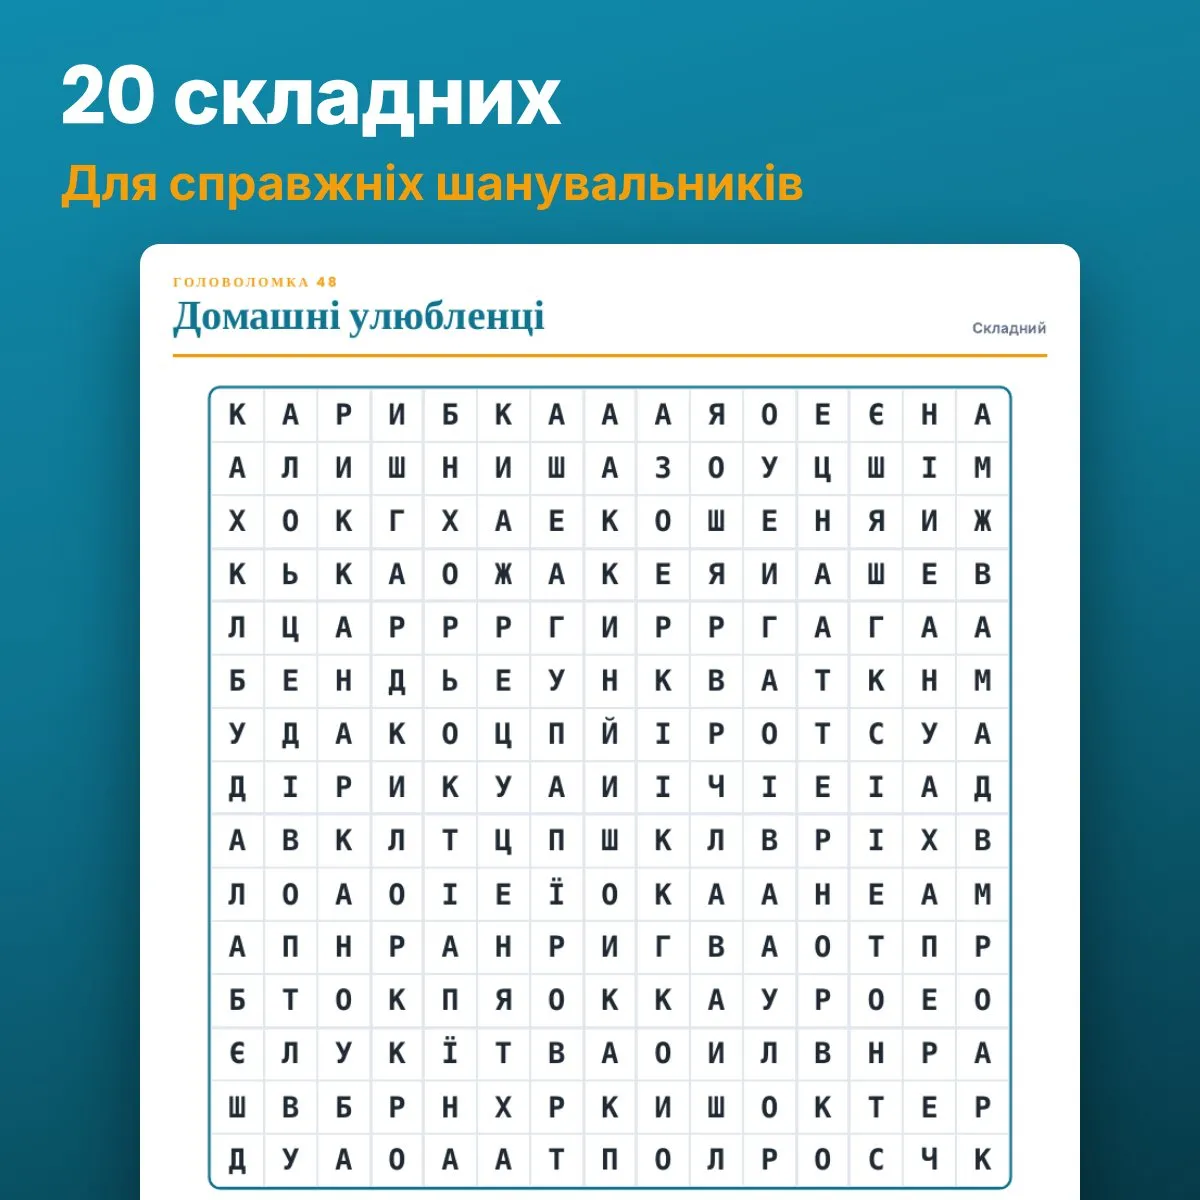 20 складних
Для справжніх шанувальників
ГОЛОВОЛОМКА 48
Домашні улюбленці
Складний
К А Р И Б К А А А Я О Е Є Н А
А Л И Ш Н И Ш А З О У Ц Ш І М
Х О К Г Х А Е К О Ш Е Н Я И Ж
К Ь К А О Ж А К Е Я И А Ш Е В
Л Ц А Р Р Р Г И Р Р Г А Г А А
Б Е Н Д Ь Е У Н К В А Т К Н М
У Д А К О Ц П Й І Р О Т С У А
Д І Р И К У А И І Ч І Е І А Д
А В К Л Т Ц П Ш К Л В Р І Х В
Л О А О І Е Ї О К А А Н Е А М
А П Н Р А Н Р И Г В А О Т П Р
Б Т О К П Я О К К А У Р О Е О
Є Л У К Ї Т В А О И Л В Н Р А
Ш В Б Р Н Х Р К И Ш О К Т Е Р
Д У А О А А Т П О Л Р О С Ч К